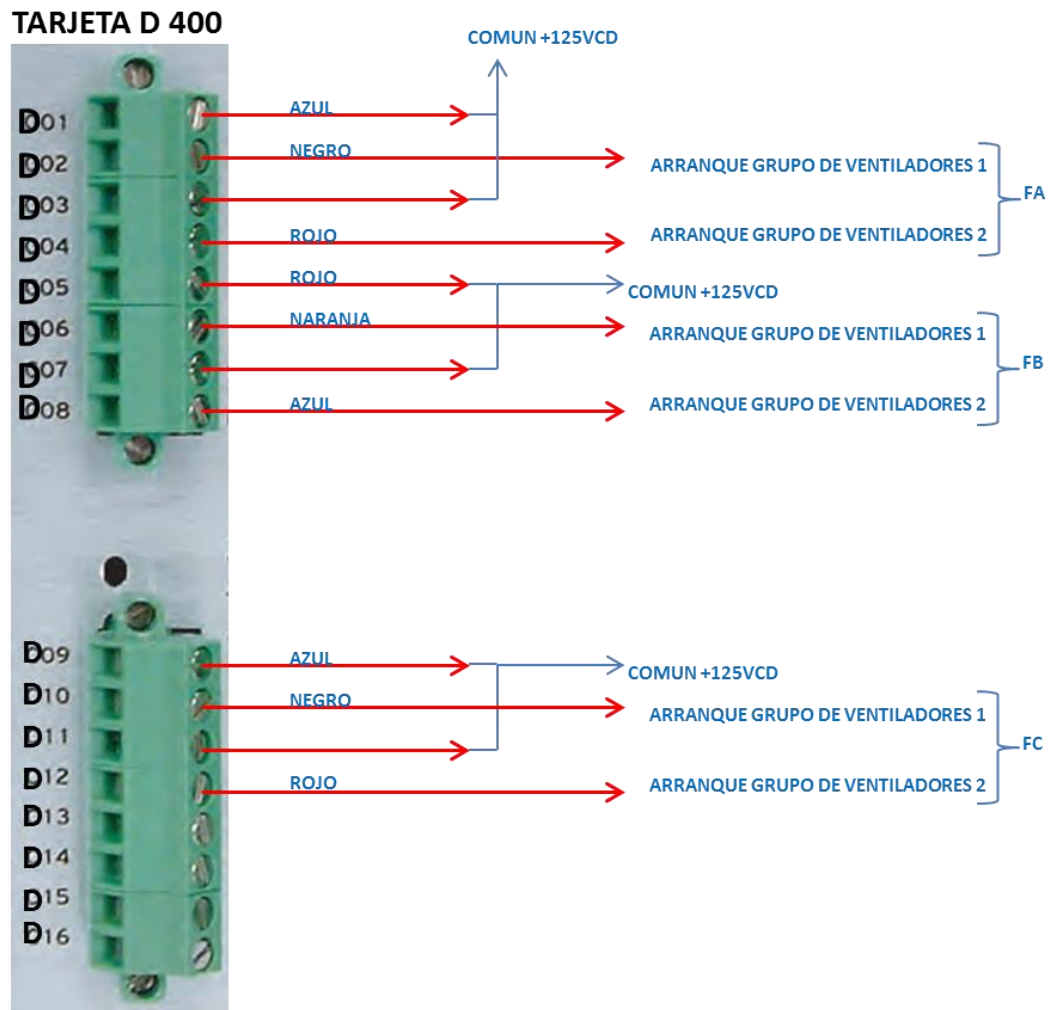 TARJETA D 400
COMUN +125VCD
D01 AZUL
D02 NEGRO ARRANQUE GRUPO DE VENTILADORES 1
D03 FA
D04 ROJO ARRANQUE GRUPO DE VENTILADORES 2
D05 ROJO COMUN +125VCD
D06 NARANJA ARRANQUE GRUPO DE VENTILADORES 1
D07 FB
D08 AZUL ARRANQUE GRUPO DE VENTILADORES 2
D09 AZUL COMUN +125VCD
D10 NEGRO ARRANQUE GRUPO DE VENTILADORES 1
D11 FC
D12 ROJO ARRANQUE GRUPO DE VENTILADORES 2
D13
D14
D15
D16